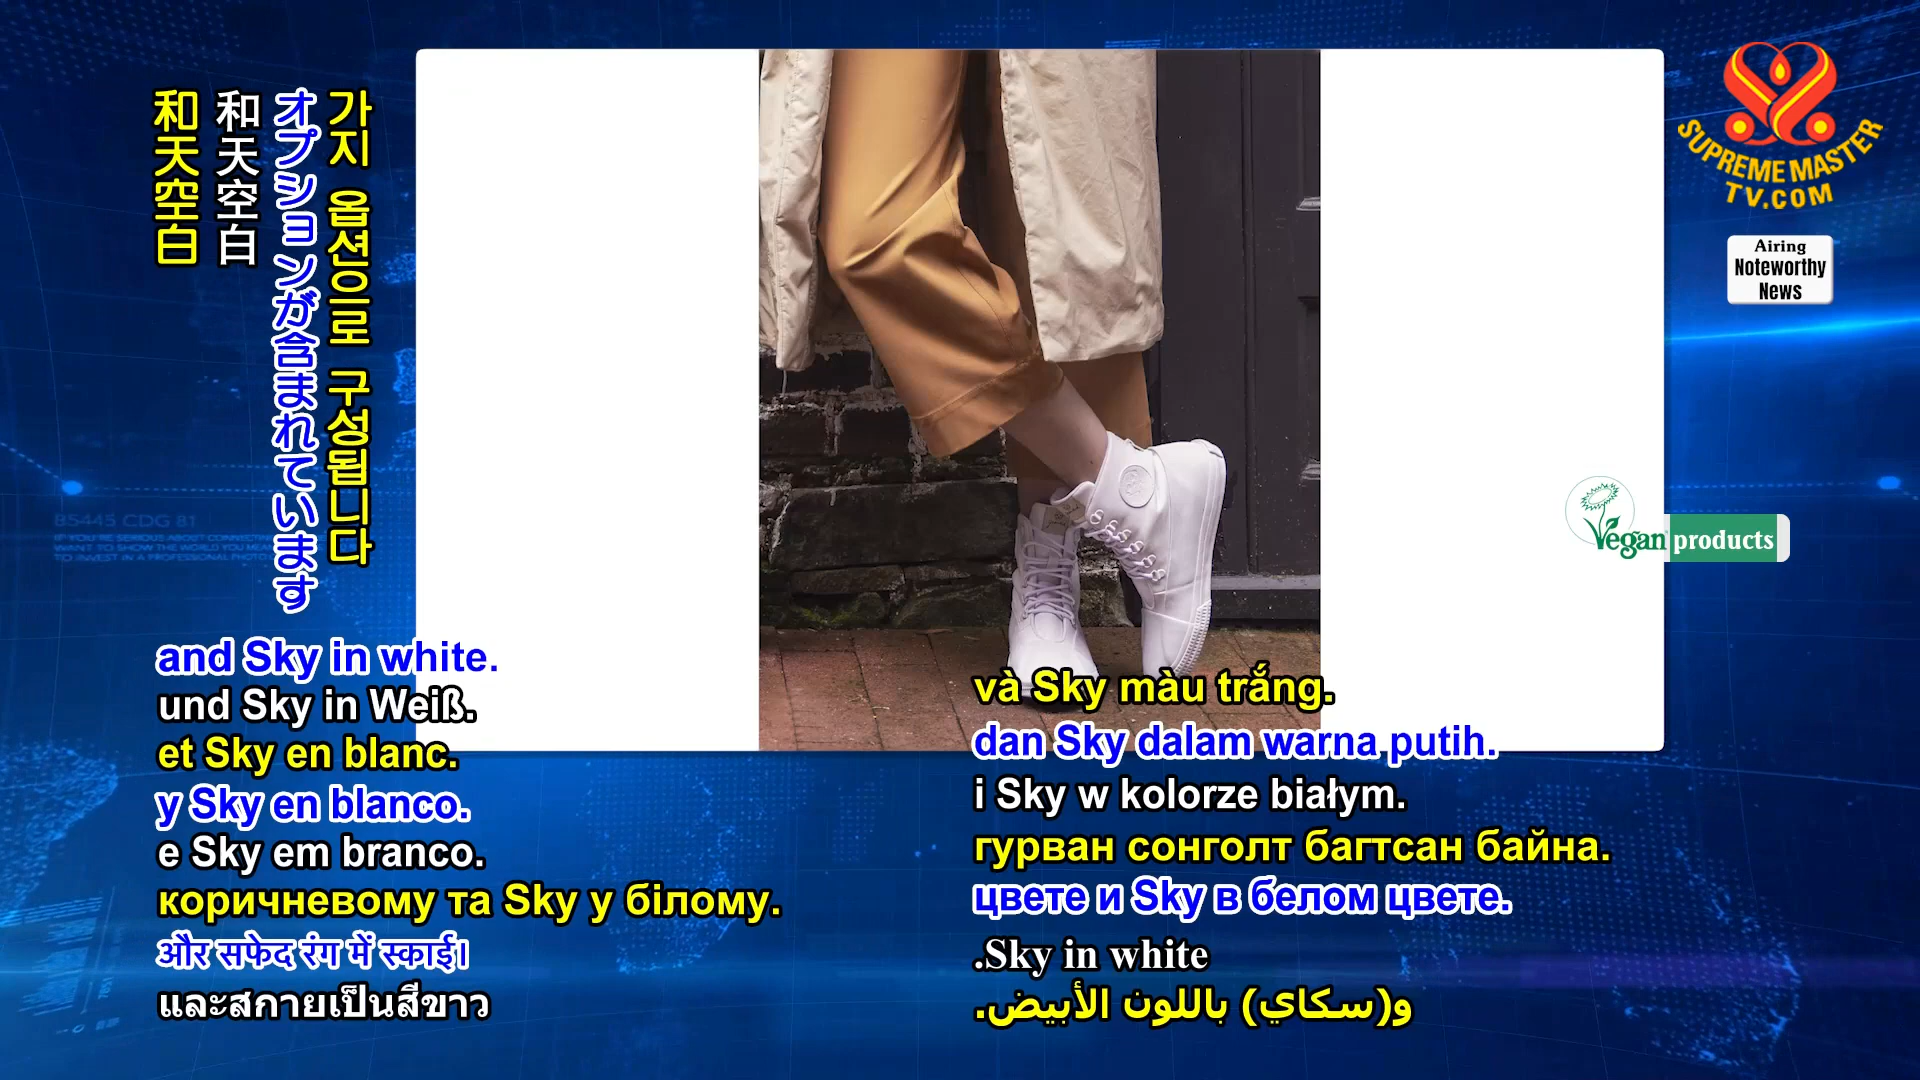 和天空白
和天空白
オプションが含まれています
가지 옵션으로 구성됩니다
SUPREME MASTER
TV.COM
Airing
Noteworthy
News
Vegan products
B5445 CDG 81
and Sky in white.
und Sky in Weiß.
et Sky en blanc.
y Sky en blanco.
e Sky em branco.
коричневому та Sky у білому.
और सफेद रंग में स्काई।
และสกายเป็นสีขาว
và Sky màu trắng.
dan Sky dalam warna putih.
i Sky w kolorze białym.
гурван сонголт багтсан байна.
цвете и Sky в белом цвете.
.Sky in white
و(سكاي) باللون الأبيض.